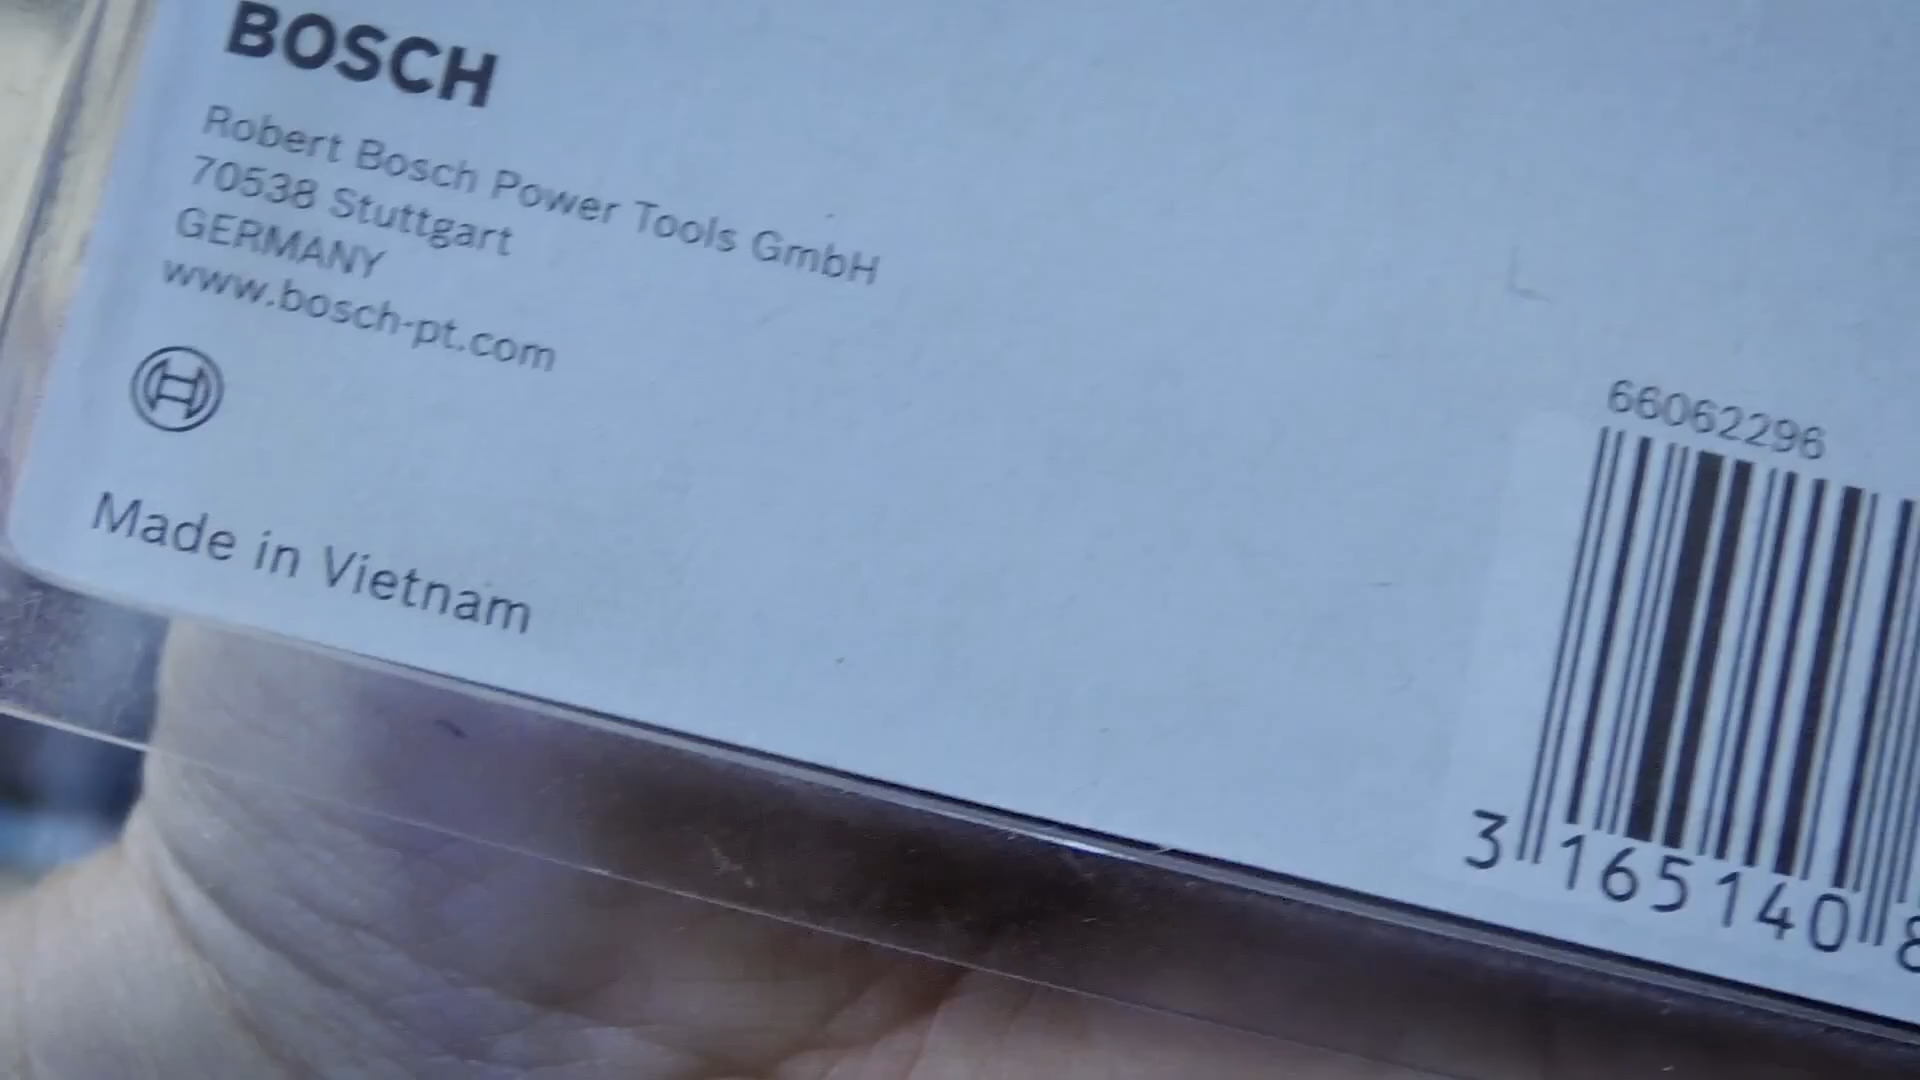 BOSCH
Robert Bosch Power Tools GmbH
70538 Stuttgart
GERMANY
www.bosch-pt.com
Made in Vietnam
66062296
3 165140 8